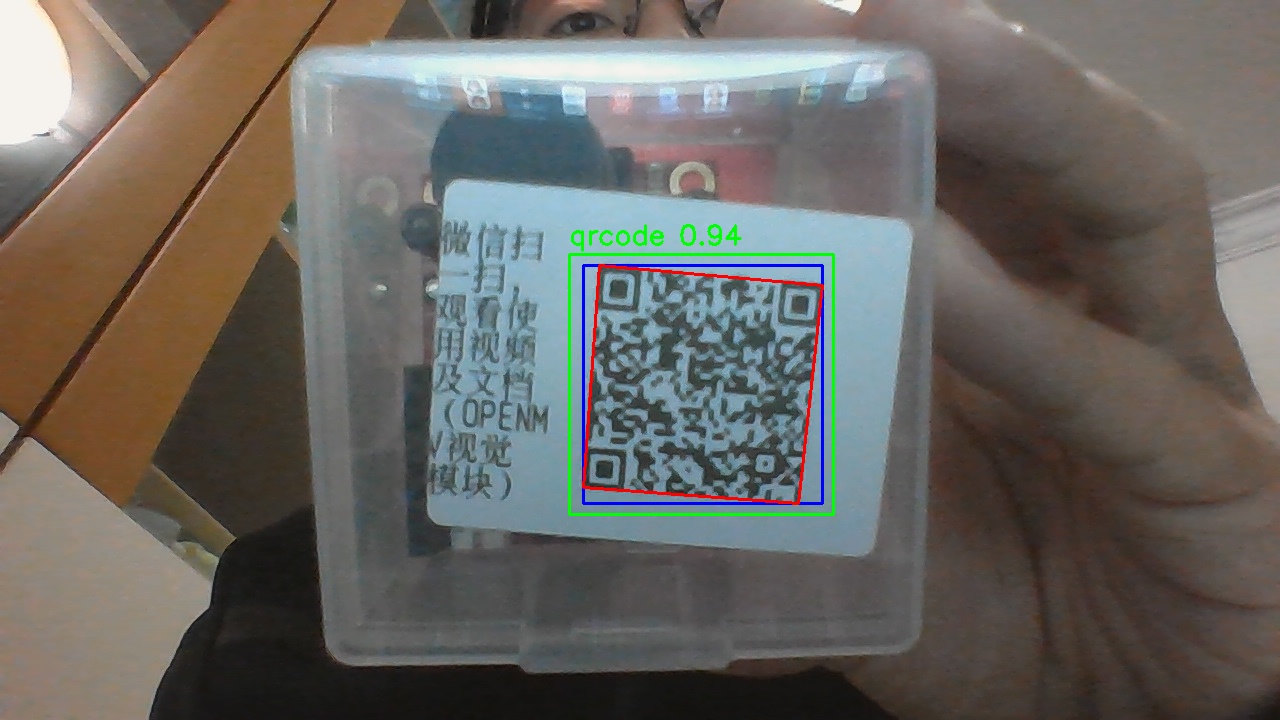 qrcode 0.94
微信扫
一扫，
观看使
用视频
及文档
（OPENM
V视觉
模块）